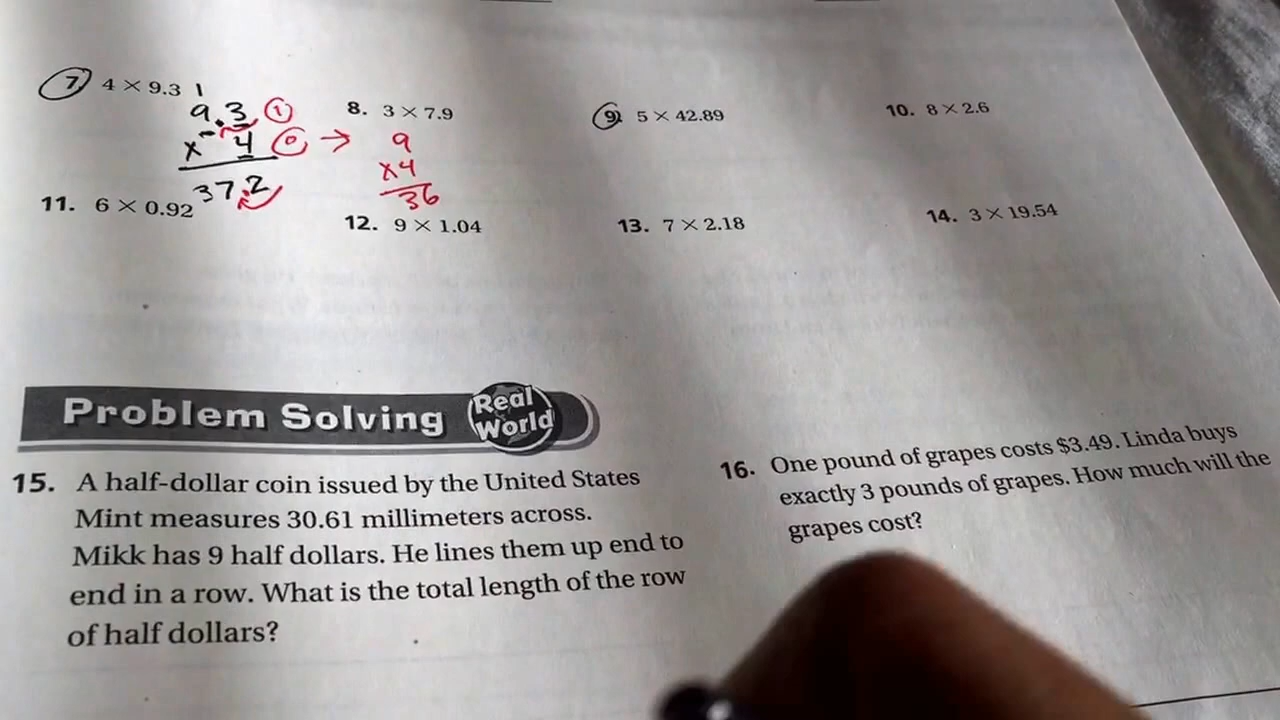 7. 4 × 9.3
1
9.3 1
× 4 0 →
37.2
8. 3 × 7.9
9
×4
36
9. 5 × 42.89
10. 8 × 2.6
11. 6 × 0.92
12. 9 × 1.04
13. 7 × 2.18
14. 3 × 19.54
Problem Solving Real
World
15. A half-dollar coin issued by the United States
Mint measures 30.61 millimeters across.
Mikk has 9 half dollars. He lines them up end to
end in a row. What is the total length of the row
of half dollars?
16. One pound of grapes costs $3.49. Linda buys
exactly 3 pounds of grapes. How much will the
grapes cost?